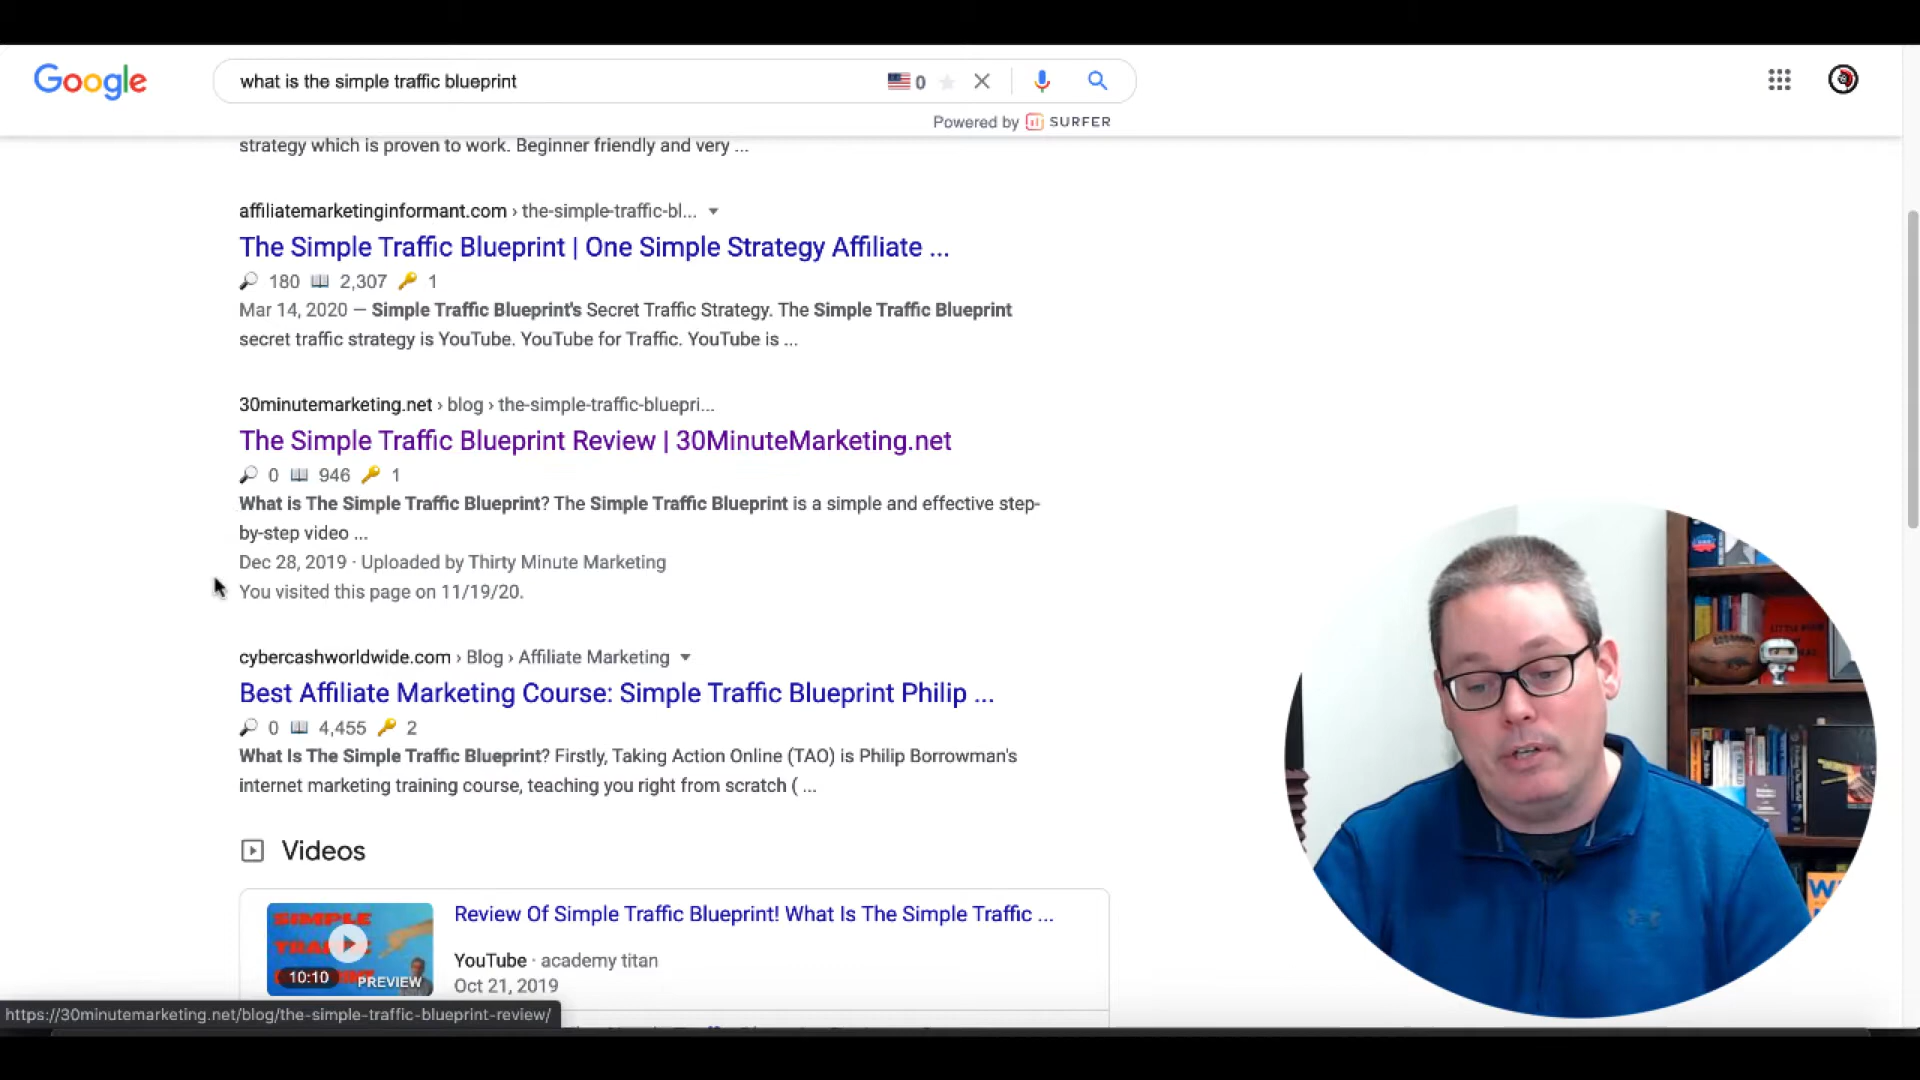 Google
what is the simple traffic blueprint
0
Powered by SURFER
strategy which is proven to work. Beginner friendly and very ...
affiliatemarketinginformant.com › the-simple-traffic-bl...
The Simple Traffic Blueprint | One Simple Strategy Affiliate ...
180 2,307 1
Mar 14, 2020 — Simple Traffic Blueprint's Secret Traffic Strategy. The Simple Traffic Blueprint
secret traffic strategy is YouTube. YouTube for Traffic. YouTube is ...
30minutemarketing.net › blog › the-simple-traffic-bluepri...
The Simple Traffic Blueprint Review | 30MinuteMarketing.net
0 946 1
What is The Simple Traffic Blueprint? The Simple Traffic Blueprint is a simple and effective step-
by-step video ...
Dec 28, 2019 · Uploaded by Thirty Minute Marketing
You visited this page on 11/19/20.
cybercashworldwide.com › Blog › Affiliate Marketing
Best Affiliate Marketing Course: Simple Traffic Blueprint Philip ...
0 4,455 2
What Is The Simple Traffic Blueprint? Firstly, Taking Action Online (TAO) is Philip Borrowman's
internet marketing training course, teaching you right from scratch ( ...
Videos
SIMPLE
10:10
PREVIEW
Review Of Simple Traffic Blueprint! What Is The Simple Traffic ...
YouTube · academy titan
Oct 21, 2019
https://30minutemarketing.net/blog/the-simple-traffic-blueprint-review/